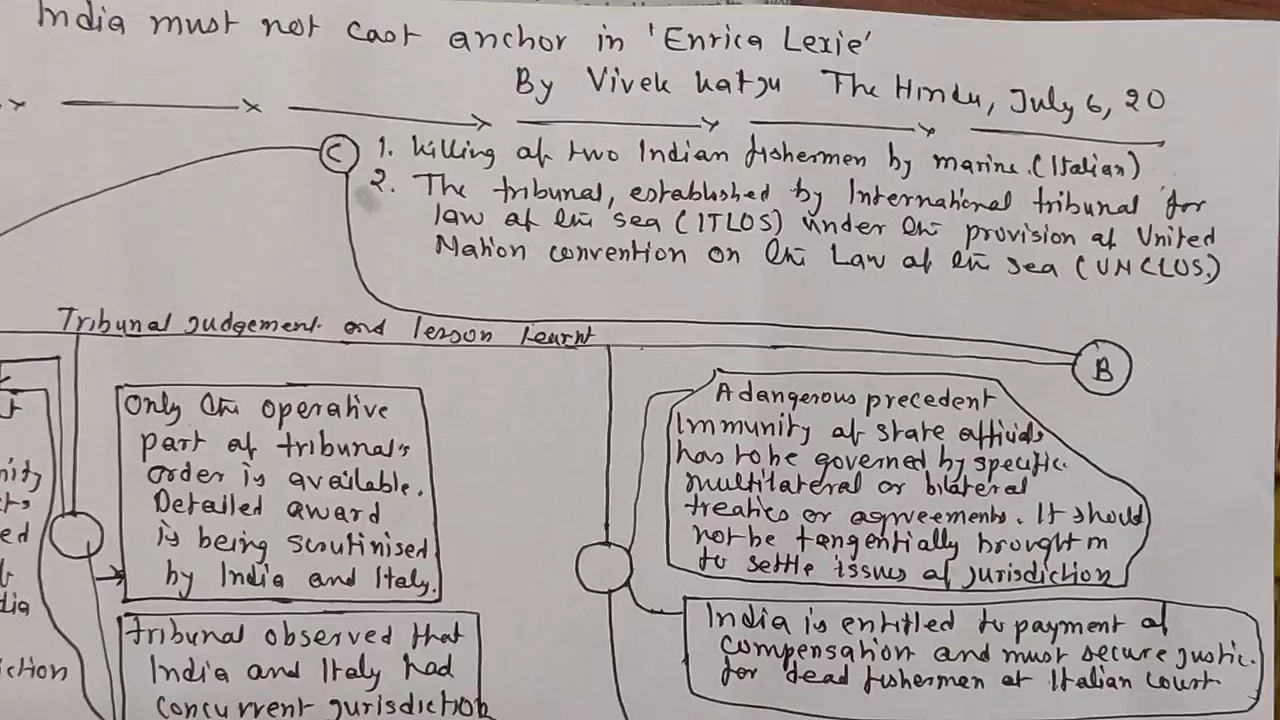 India must not cast anchor in 'Enrica Lexie'
By Vivek Katju The Hindu, July 6, 20
C
1. Killing of two Indian fishermen by marine. (Italian)
2. The tribunal, established by International tribunal for
law of the sea (ITLOS) under the provision of United
Nation convention on the Law of the sea (UNCLOS.)
Tribunal judgement and lesson learnt
B
Only the operative
part of tribunal's
order is available.
Detailed award
is being scrutinised
by India and Italy.
Tribunal observed that
India and Italy had
concurrent jurisdiction
A dangerous precedent
Immunity of state officials
has to be governed by specific
multilateral or bilateral
treaties or agreements. It should
not be tangentially brought in
to settle issues of jurisdiction
India is entitled to payment of
compensation and must secure justic.
for dead fishermen at Italian court
nity
ed
dia
iction